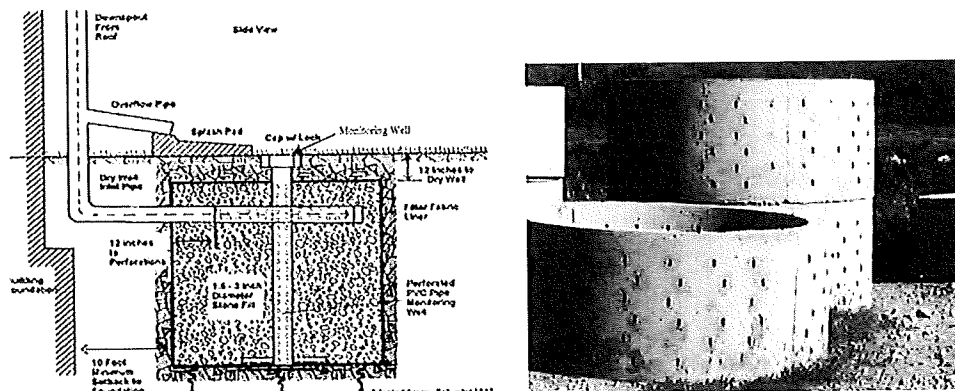 Downspout
From
Roof
Side View
Overflow Pipe
Splash Pad
Cap w/ Lock
Monitoring Well
Dry Well
Inlet Pipe
12 Inches to
Dry Well
Filter Fabric
Liner
12 inches
to
Perforations
1.5 - 3 Inch
Diameter
Stone Fill
Perforated
PVC Pipe
Monitoring
Well
Building
Foundation
10 Foot
Minimum
Setback to